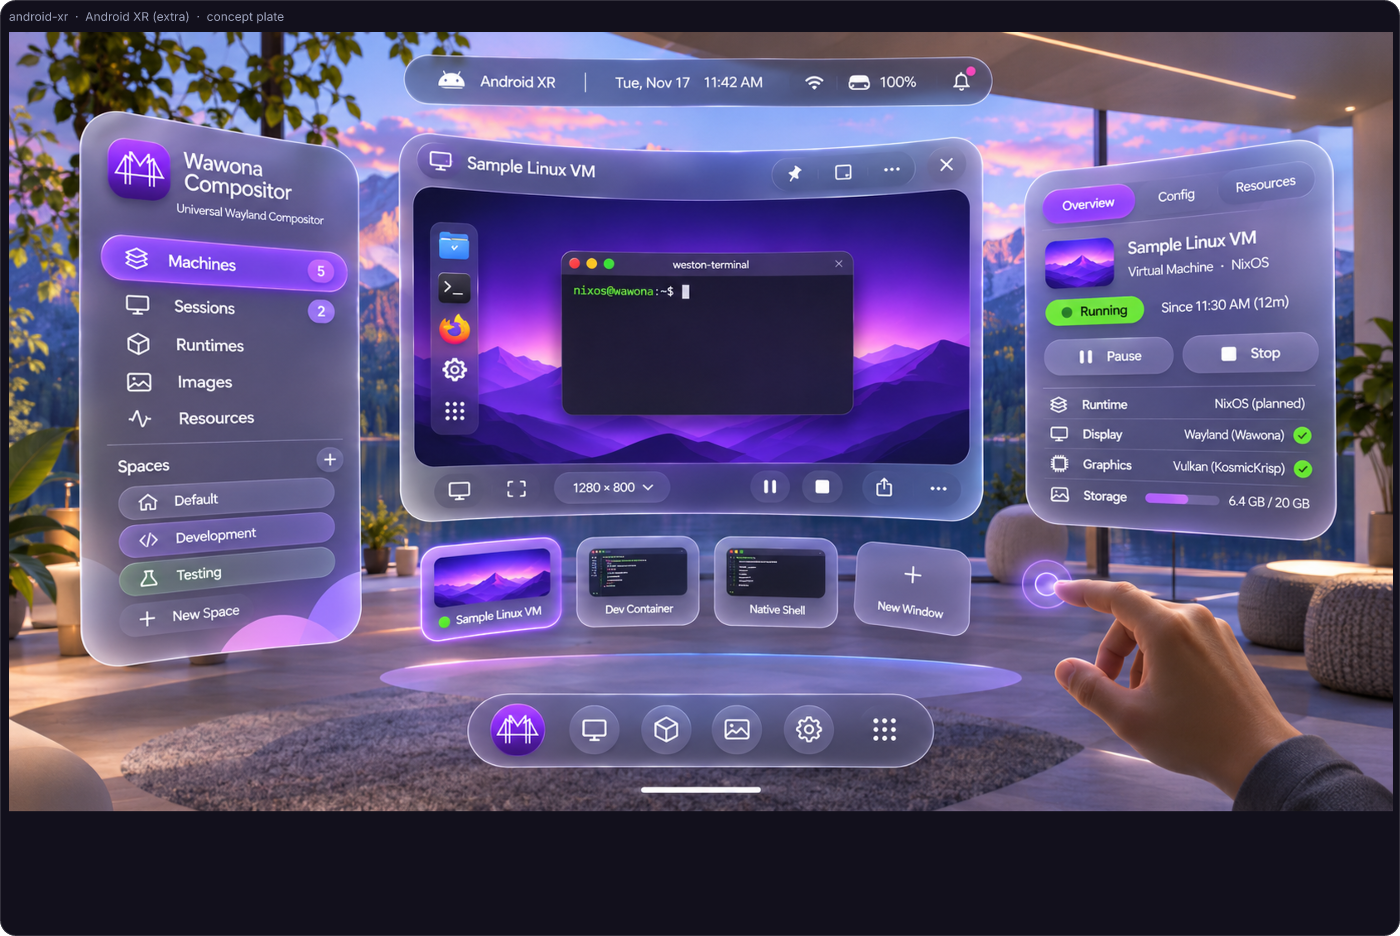 android-xr · Android XR (extra) · concept plate
Android XR
Tue, Nov 17 11:42 AM
100%
Wawona
Compositor
Universal Wayland Compositor
Machines 5
Sessions 2
Runtimes
Images
Resources
Spaces
Default
Development
Testing
New Space
Sample Linux VM
weston-terminal
nixos@wawona:~$
1280 × 800
Sample Linux VM
Dev Container
Native Shell
New Window
Overview Config Resources
Sample Linux VM
Virtual Machine · NixOS
Running Since 11:30 AM (12m)
Pause Stop
Runtime NixOS (planned)
Display Wayland (Wawona)
Graphics Vulkan (KosmicKrisp)
Storage 6.4 GB / 20 GB